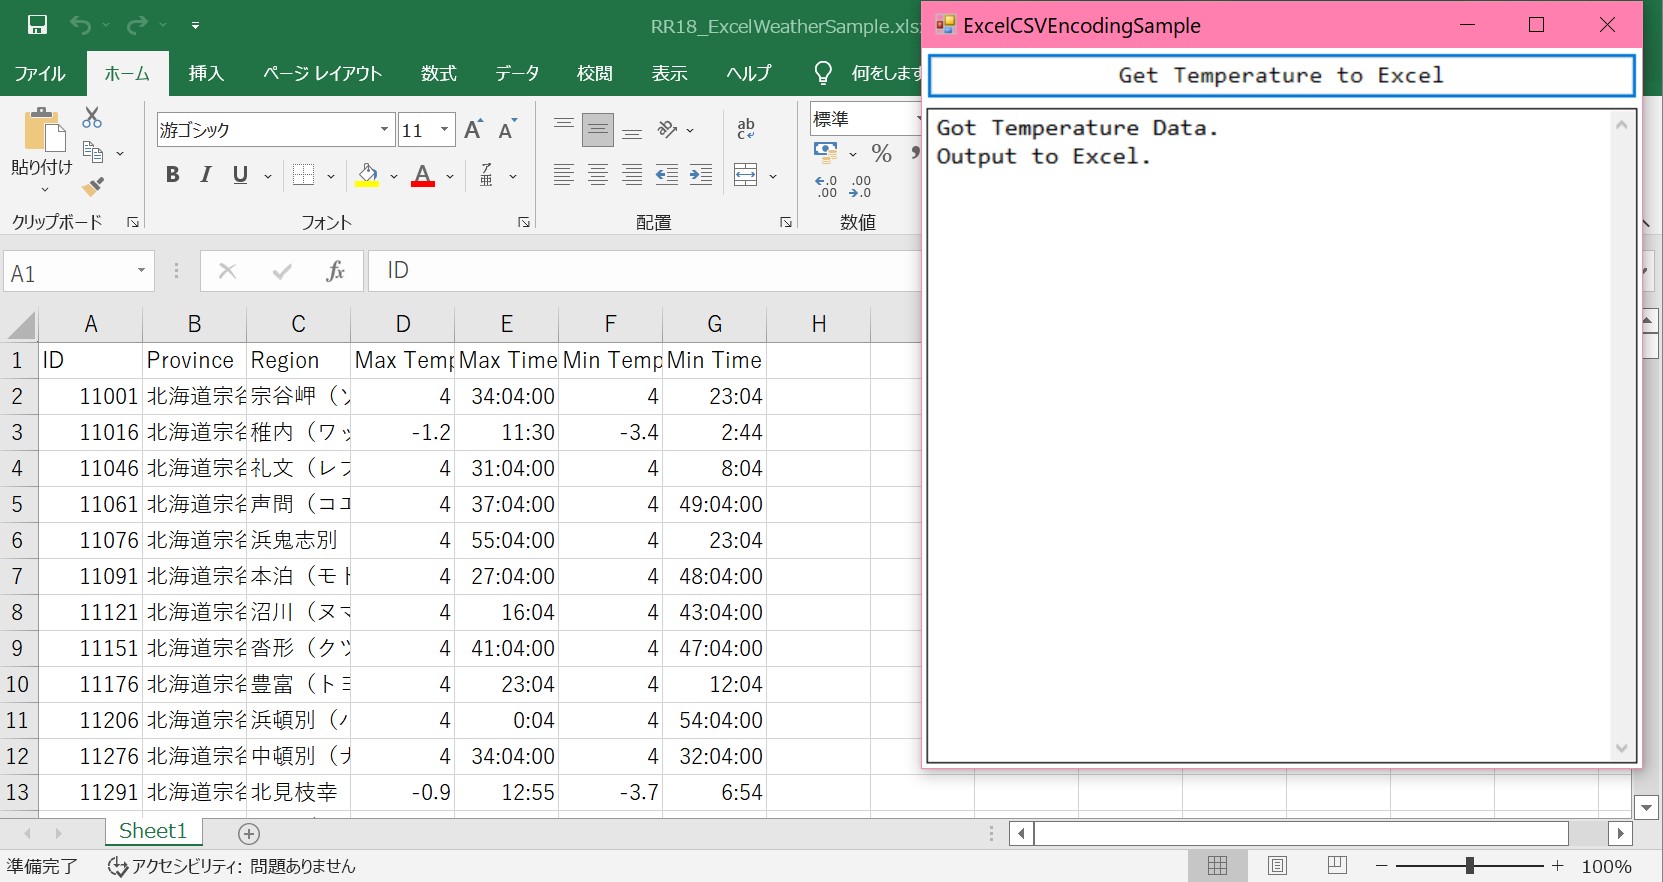 RR18_ExcelWeatherSample.xls
ExcelCSVEncodingSample
ファイル ホーム 挿入 ページ レイアウト 数式 データ 校閲 表示 ヘルプ 何をしま
Get Temperature to Excel
Got Temperature Data.
Output to Excel.
貼り付け
游ゴシック 11 A A ab c 標準
B I U A ア 亜 % ,
←.0 .00 .00 →.0
クリップボード フォント 配置 数値
A1 fx ID
A B C D E F G H
1 ID Province Region Max Temp Max Time Min Temp Min Time
2 11001 北海道宗谷 宗谷岬（ソ 4 34:04:00 4 23:04
3 11016 北海道宗谷 稚内（ワッ -1.2 11:30 -3.4 2:44
4 11046 北海道宗谷 礼文（レブ 4 31:04:00 4 8:04
5 11061 北海道宗谷 声問（コエ 4 37:04:00 4 49:04:00
6 11076 北海道宗谷 浜鬼志別 4 55:04:00 4 23:04
7 11091 北海道宗谷 本泊（モト 4 27:04:00 4 48:04:00
8 11121 北海道宗谷 沼川（ヌマ 4 16:04 4 43:04:00
9 11151 北海道宗谷 沓形（クツ 4 41:04:00 4 47:04:00
10 11176 北海道宗谷 豊富（トヨ 4 23:04 4 12:04
11 11206 北海道宗谷 浜頓別（ハ 4 0:04 4 54:04:00
12 11276 北海道宗谷 中頓別（ナ 4 34:04:00 4 32:04:00
13 11291 北海道宗谷 北見枝幸 -0.9 12:55 -3.7 6:54
Sheet1
準備完了 アクセシビリティ: 問題ありません 100%